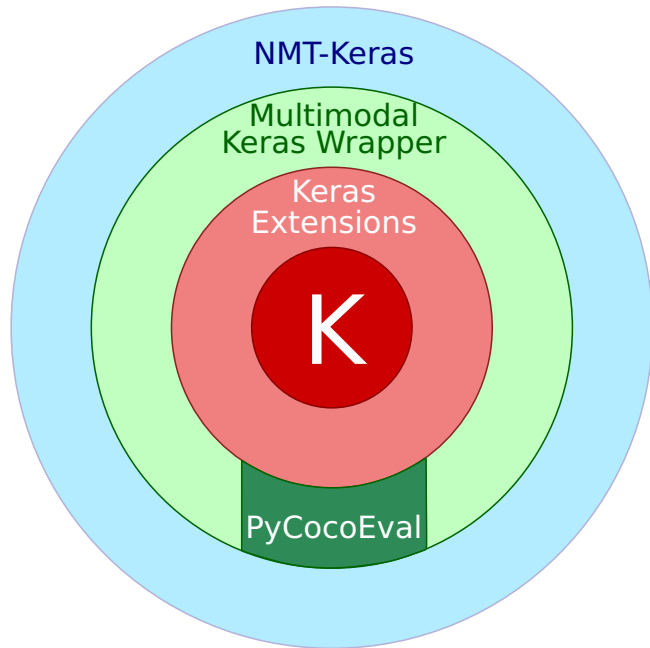 NMT-Keras
Multimodal
Keras Wrapper
Keras
Extensions
K
PyCocoEval